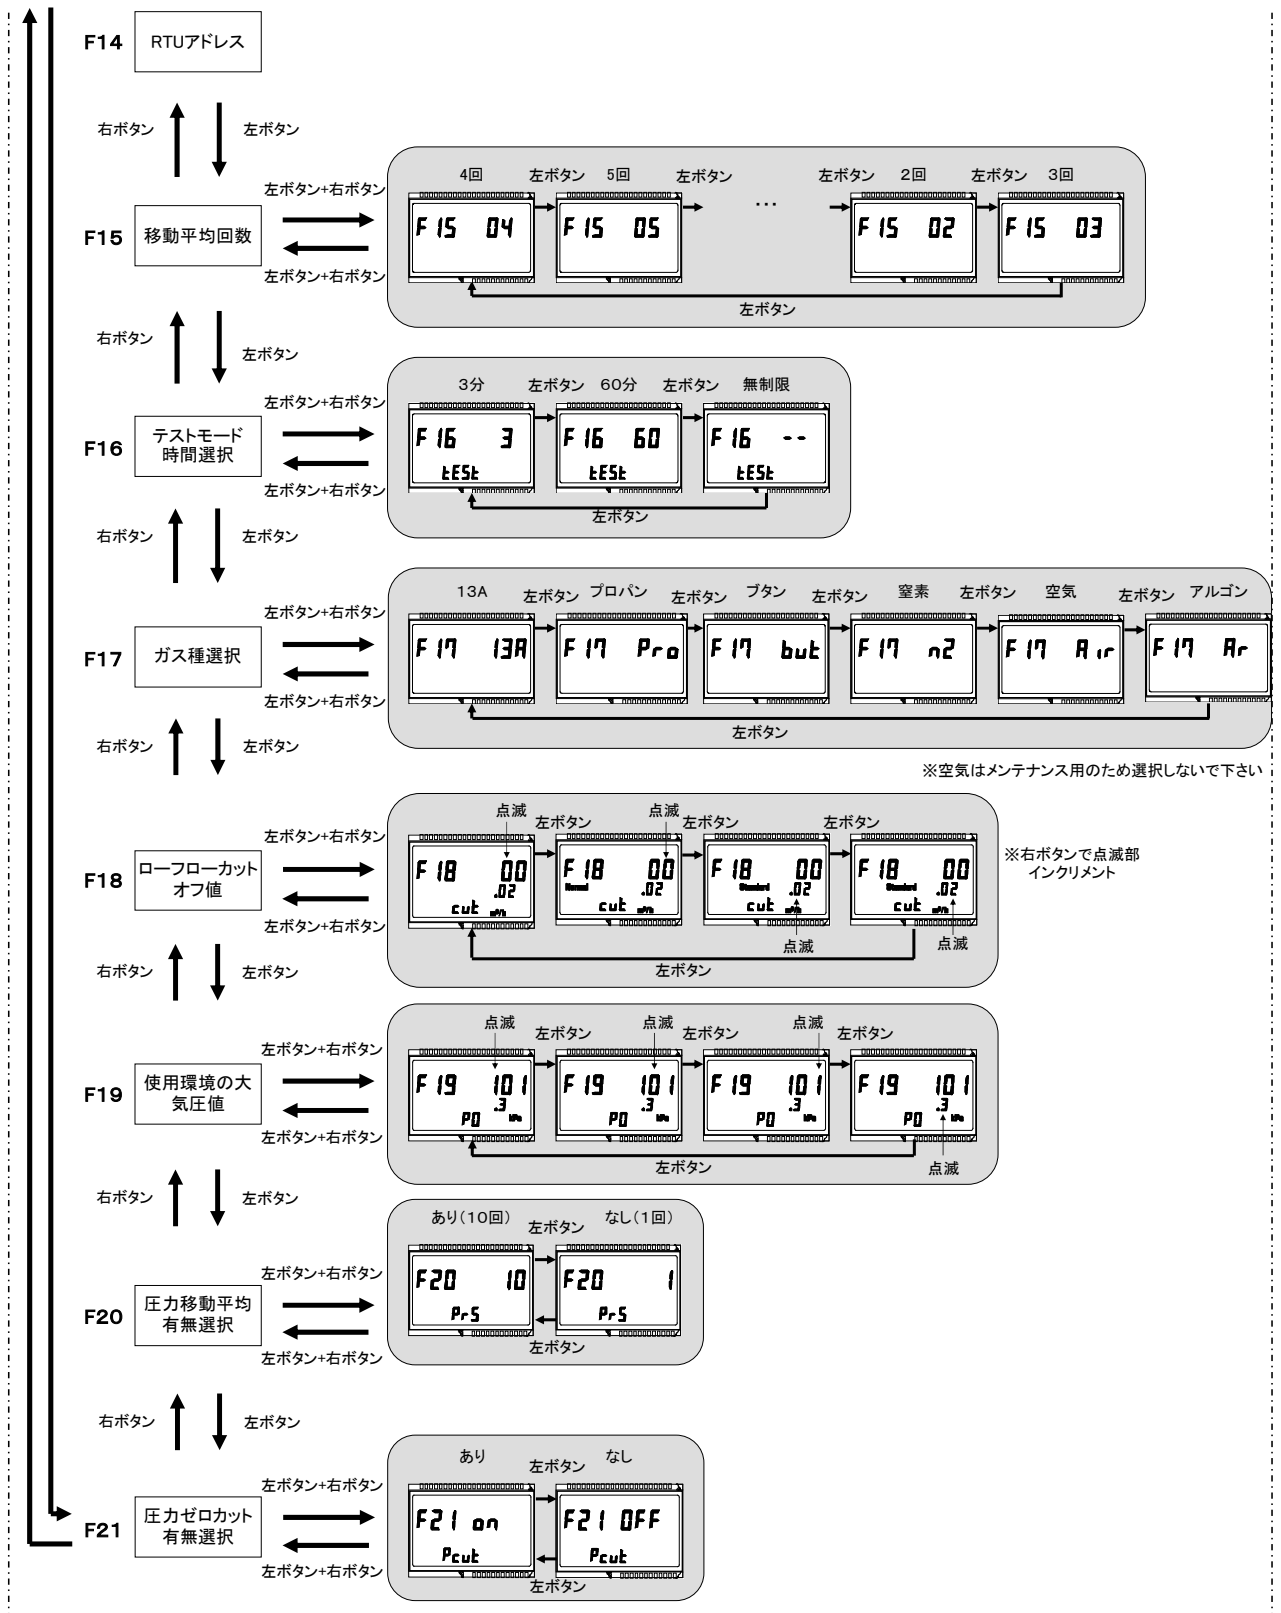 F14
RTUアドレス
右ボタン
左ボタン
左ボタン+右ボタン
4回
左ボタン
5回
左ボタン
…
左ボタン
2回
左ボタン
3回
F15
移動平均回数
F15 04
F15 05
F15 02
F15 03
左ボタン+右ボタン
左ボタン
右ボタン
左ボタン
左ボタン+右ボタン
3分
左ボタン
60分
左ボタン
無制限
F16
テストモード
時間選択
F16 3
tESt
F16 60
tESt
F16 --
tESt
左ボタン+右ボタン
左ボタン
右ボタン
左ボタン
左ボタン+右ボタン
13A
左ボタン
プロパン
左ボタン
ブタン
左ボタン
窒素
左ボタン
空気
左ボタン
アルゴン
F17
ガス種選択
F17 13A
F17 Pro
F17 but
F17 n2
F17 Air
F17 Ar
左ボタン+右ボタン
左ボタン
右ボタン
左ボタン
※空気はメンテナンス用のため選択しないで下さい
左ボタン+右ボタン
点滅
左ボタン
点滅
左ボタン
左ボタン
※右ボタンで点滅部
インクリメント
F18
ローフローカット
オフ値
F18 00
.02
cut m³/h
F18 00
Normal .02
cut m³/h
F18 00
Standard .02
cut m³/h
F18 00
Standard .02
cut m³/h
点滅
点滅
左ボタン+右ボタン
左ボタン
右ボタン
左ボタン
左ボタン+右ボタン
点滅
左ボタン
点滅
左ボタン
点滅
左ボタン
F19
使用環境の大
気圧値
F19 101
.3
P0 kPa
F19 101
.3
P0 kPa
F19 101
.3
P0 kPa
F19 101
.3
P0 kPa
左ボタン+右ボタン
左ボタン
点滅
右ボタン
左ボタン
左ボタン+右ボタン
あり(10回)
左ボタン
なし(1回)
F20
圧力移動平均
有無選択
F20 10
PrS
F20 1
PrS
左ボタン+右ボタン
左ボタン
右ボタン
左ボタン
左ボタン+右ボタン
あり
左ボタン
なし
F21
圧力ゼロカット
有無選択
F21 on
Pcut
F21 OFF
Pcut
左ボタン+右ボタン
左ボタン